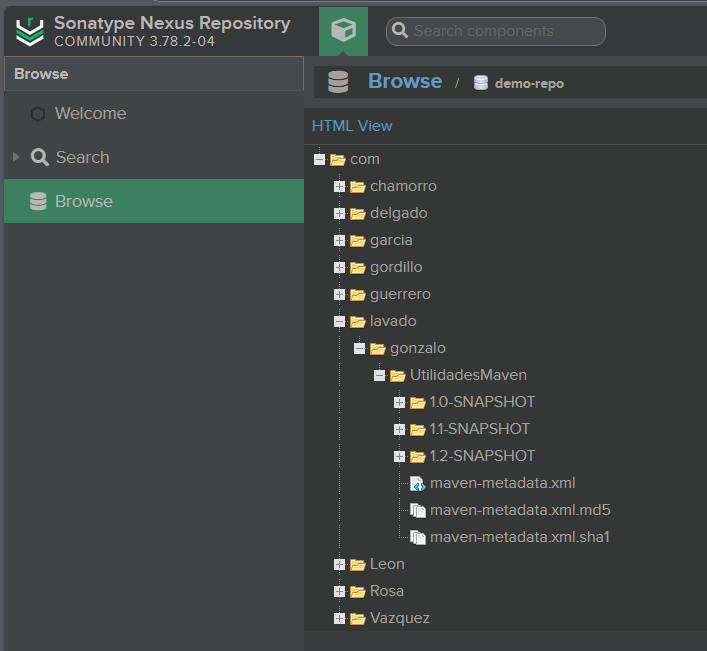 Sonatype Nexus Repository
COMMUNITY 3.78.2-04
Search components
Browse
Welcome
Search
Browse
Browse / demo-repo
HTML View
com
chamorro
delgado
garcia
gordillo
guerrero
lavado
gonzalo
UtilidadesMaven
1.0-SNAPSHOT
1.1-SNAPSHOT
1.2-SNAPSHOT
maven-metadata.xml
maven-metadata.xml.md5
maven-metadata.xml.sha1
Leon
Rosa
Vazquez